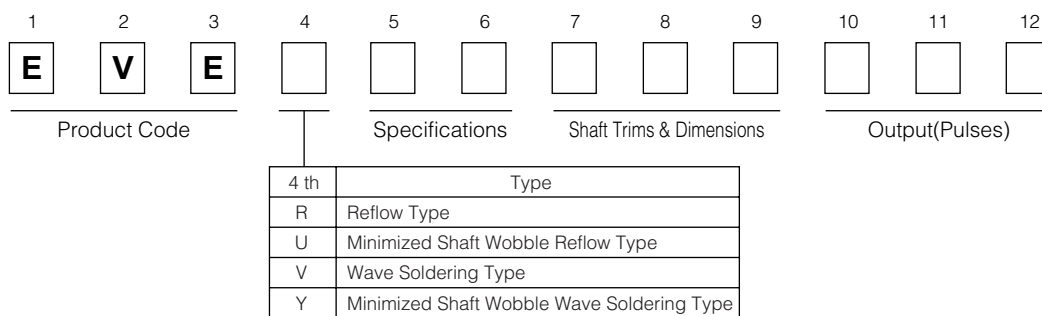 1 2 3 4 5 6 7 8 9 10 11 12
E V E
Product Code Specifications Shaft Trims & Dimensions Output(Pulses)
4 th Type
R Reflow Type
U Minimized Shaft Wobble Reflow Type
V Wave Soldering Type
Y Minimized Shaft Wobble Wave Soldering Type